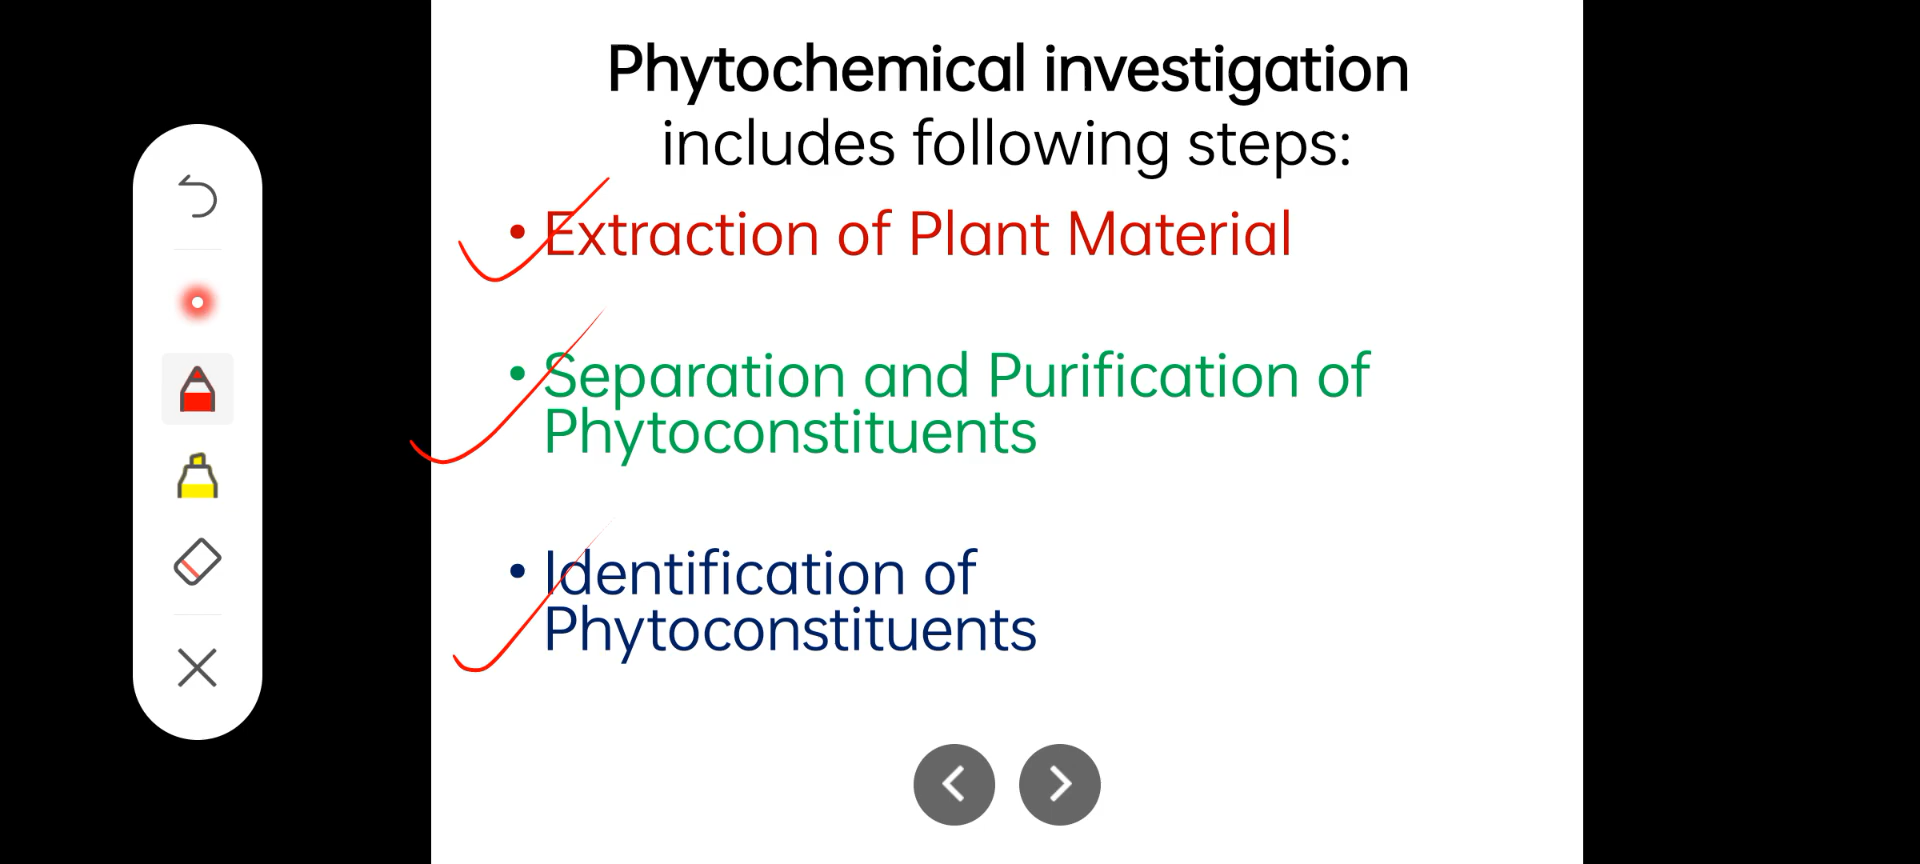 Phytochemical investigation
includes following steps:
• Extraction of Plant Material
• Separation and Purification of
Phytoconstituents
• Identification of
Phytoconstituents